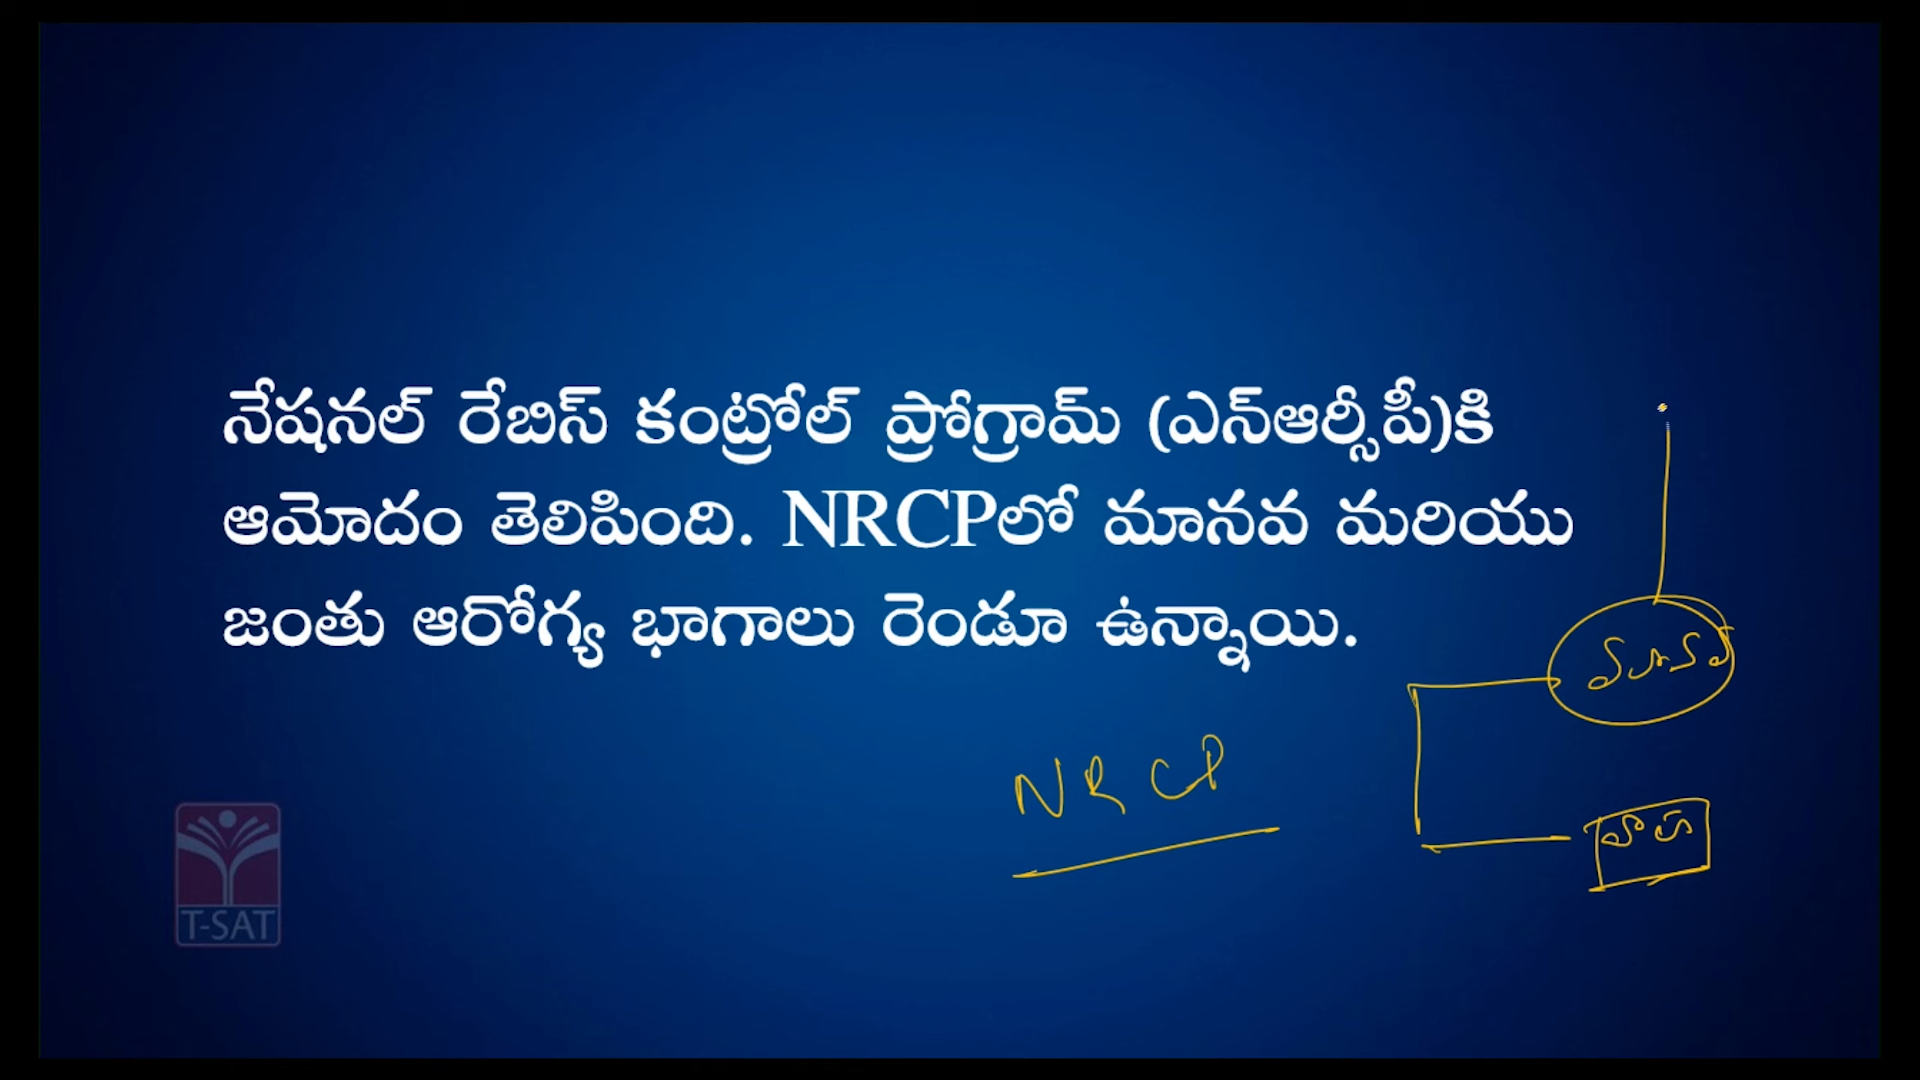 నేషనల్ రేబిస్ కంట్రోల్ ప్రోగ్రామ్ (ఎన్ఆర్సీపీ)కి
ఆమోదం తెలిపింది. NRCPలో మానవ మరియు
జంతు ఆరోగ్య భాగాలు రెండూ ఉన్నాయి.
మానవ
NRCP
T-SAT